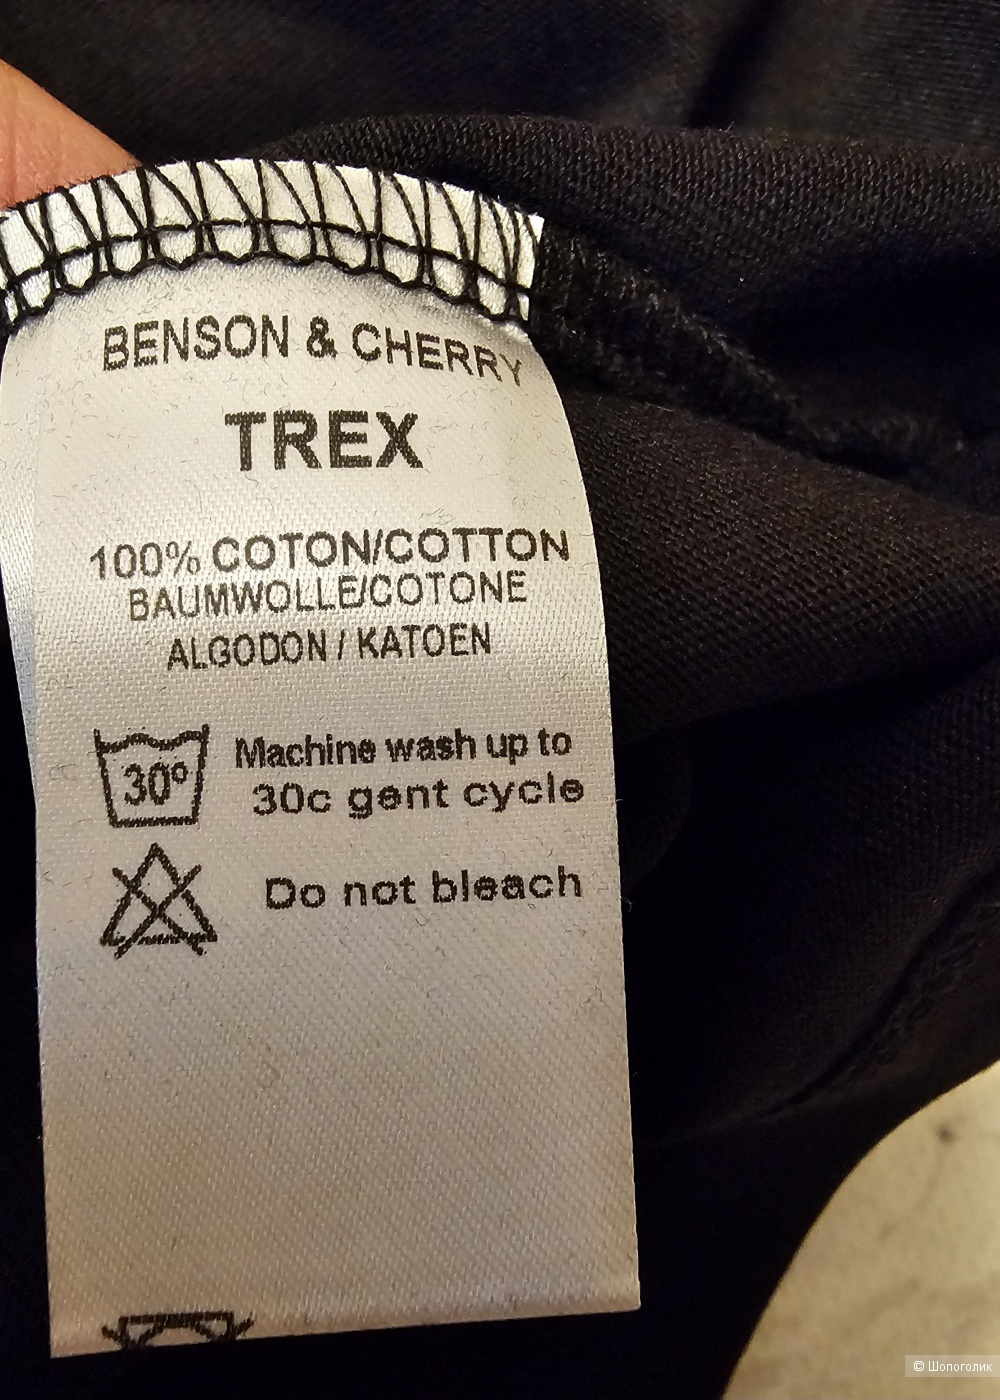 BENSON & CHERRY
TREX
100% COTON/COTTON
BAUMWOLLE/COTONE
ALGODON / KATOEN
30º Machine wash up to
30c gent cycle
Do not bleach
© Шопоголик